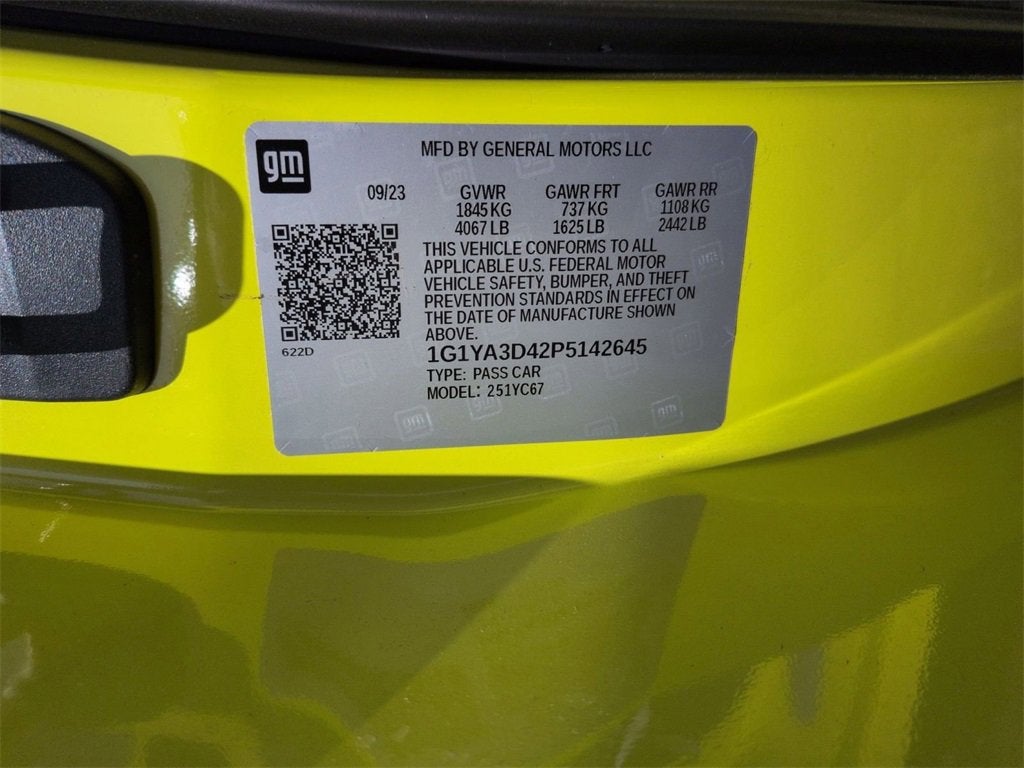 gm
MFD BY GENERAL MOTORS LLC
09/23 GVWR GAWR FRT GAWR RR
1845 KG 737 KG 1108 KG
4067 LB 1625 LB 2442 LB
THIS VEHICLE CONFORMS TO ALL
APPLICABLE U.S. FEDERAL MOTOR
VEHICLE SAFETY, BUMPER, AND THEFT
PREVENTION STANDARDS IN EFFECT ON
THE DATE OF MANUFACTURE SHOWN
ABOVE.
622D
1G1YA3D42P5142645
TYPE: PASS CAR
MODEL: 251YC67